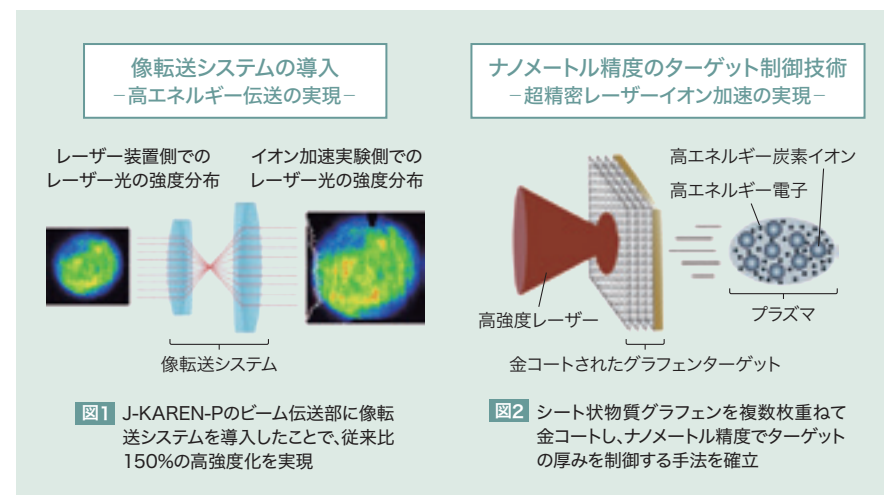 像転送システムの導入
－高エネルギー伝送の実現－
レーザー装置側での
レーザー光の強度分布
イオン加速実験側での
レーザー光の強度分布
像転送システム
図1 J-KAREN-Pのビーム伝送部に像転
送システムを導入したことで、従来比
150%の高強度化を実現
ナノメートル精度のターゲット制御技術
－超精密レーザーイオン加速の実現－
高エネルギー炭素イオン
高エネルギー電子
高強度レーザー
プラズマ
金コートされたグラフェンターゲット
図2 シート状物質グラフェンを複数枚重ねて
金コートし、ナノメートル精度でターゲット
の厚みを制御する手法を確立